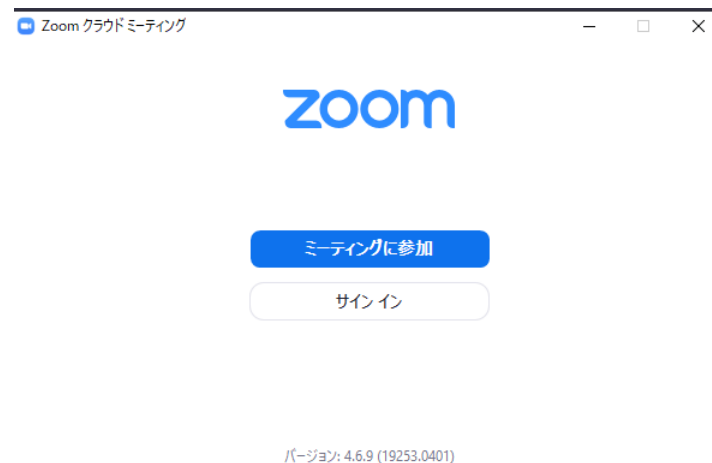 Zoom クラウド ミーティング
zoom
ミーティングに参加
サイン イン
バージョン: 4.6.9 (19253.0401)